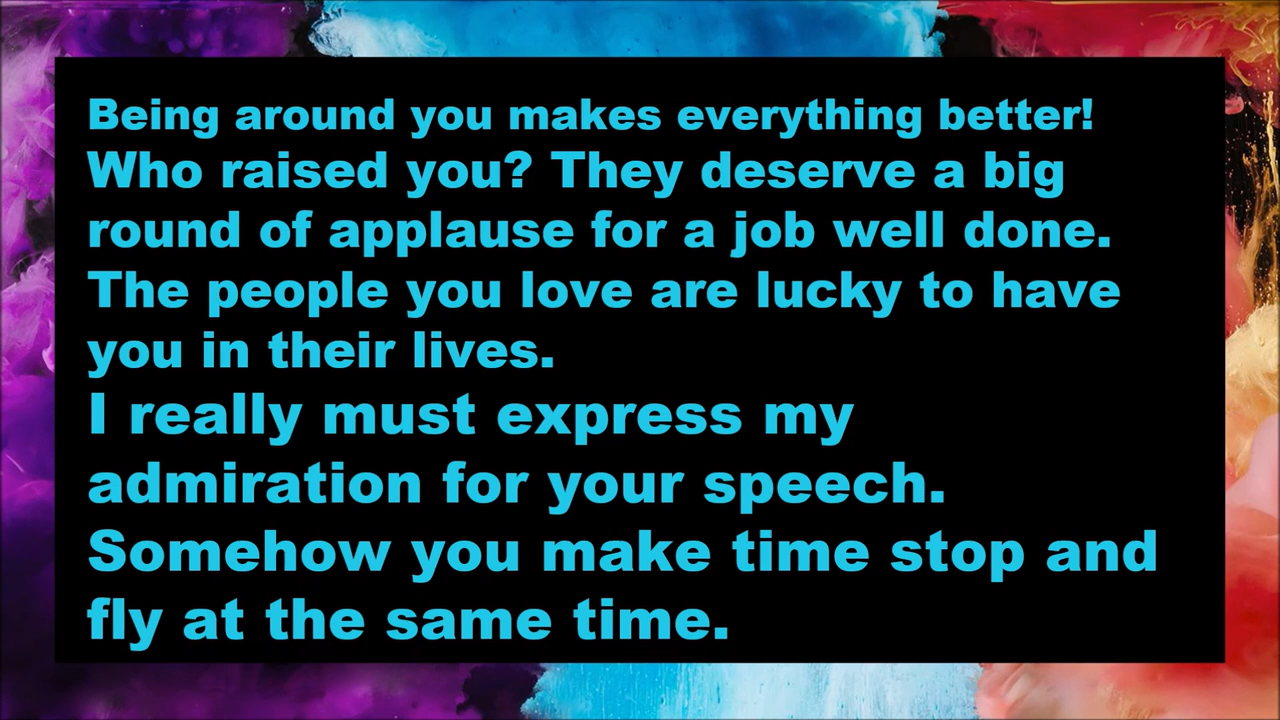 Being around you makes everything better!
Who raised you? They deserve a big
round of applause for a job well done.
The people you love are lucky to have
you in their lives.
I really must express my
admiration for your speech.
Somehow you make time stop and
fly at the same time.